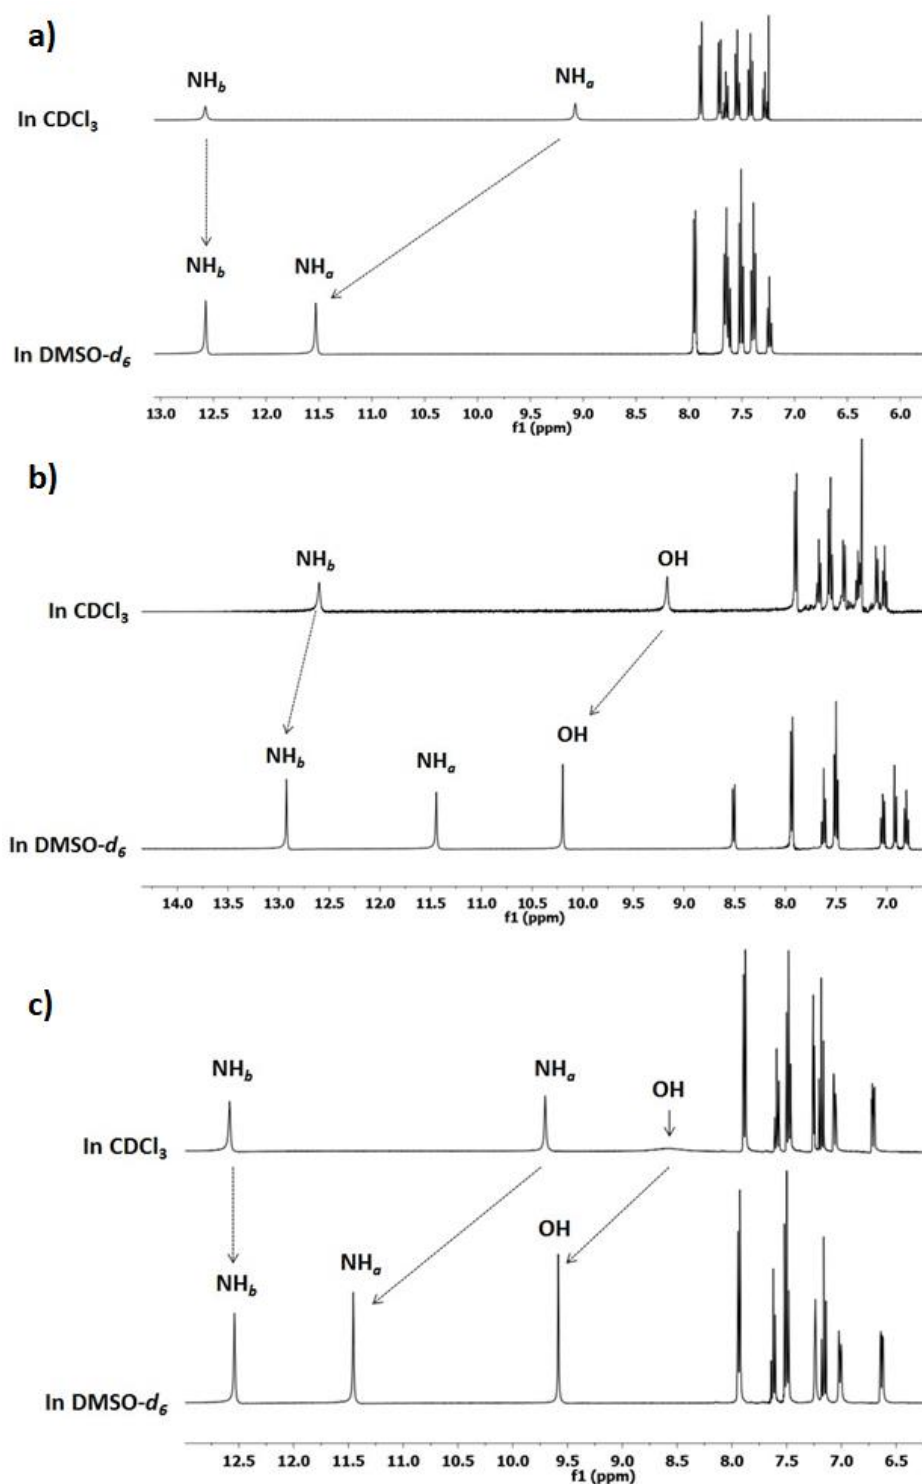 a)
NHb NHa
In CDCl3
NHb NHa
In DMSO-d6
13.0 12.5 12.0 11.5 11.0 10.5 10.0 9.5 9.0 8.5 8.0 7.5 7.0 6.5 6.0
f1 (ppm)
b)
NHb OH
In CDCl3
NHb NHa OH
In DMSO-d6
14.0 13.5 13.0 12.5 12.0 11.5 11.0 10.5 10.0 9.5 9.0 8.5 8.0 7.5 7.0
f1 (ppm)
c)
NHb NHa OH
In CDCl3
NHb NHa OH
In DMSO-d6
12.5 12.0 11.5 11.0 10.5 10.0 9.5 9.0 8.5 8.0 7.5 7.0 6.5
f1 (ppm)